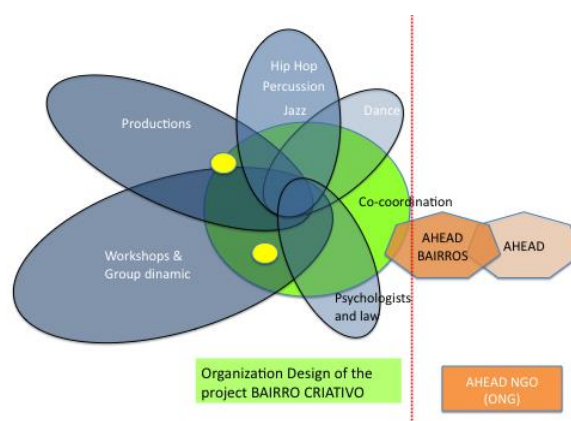 Hip Hop
Percussion
Jazz
Dance
Productions
Co-coordination
Workshops &
Group dinamic
AHEAD
BAIRROS
AHEAD
Psychologists
and law
Organization Design of the
project BAIRRO CRIATIVO
AHEAD NGO
(ONG)